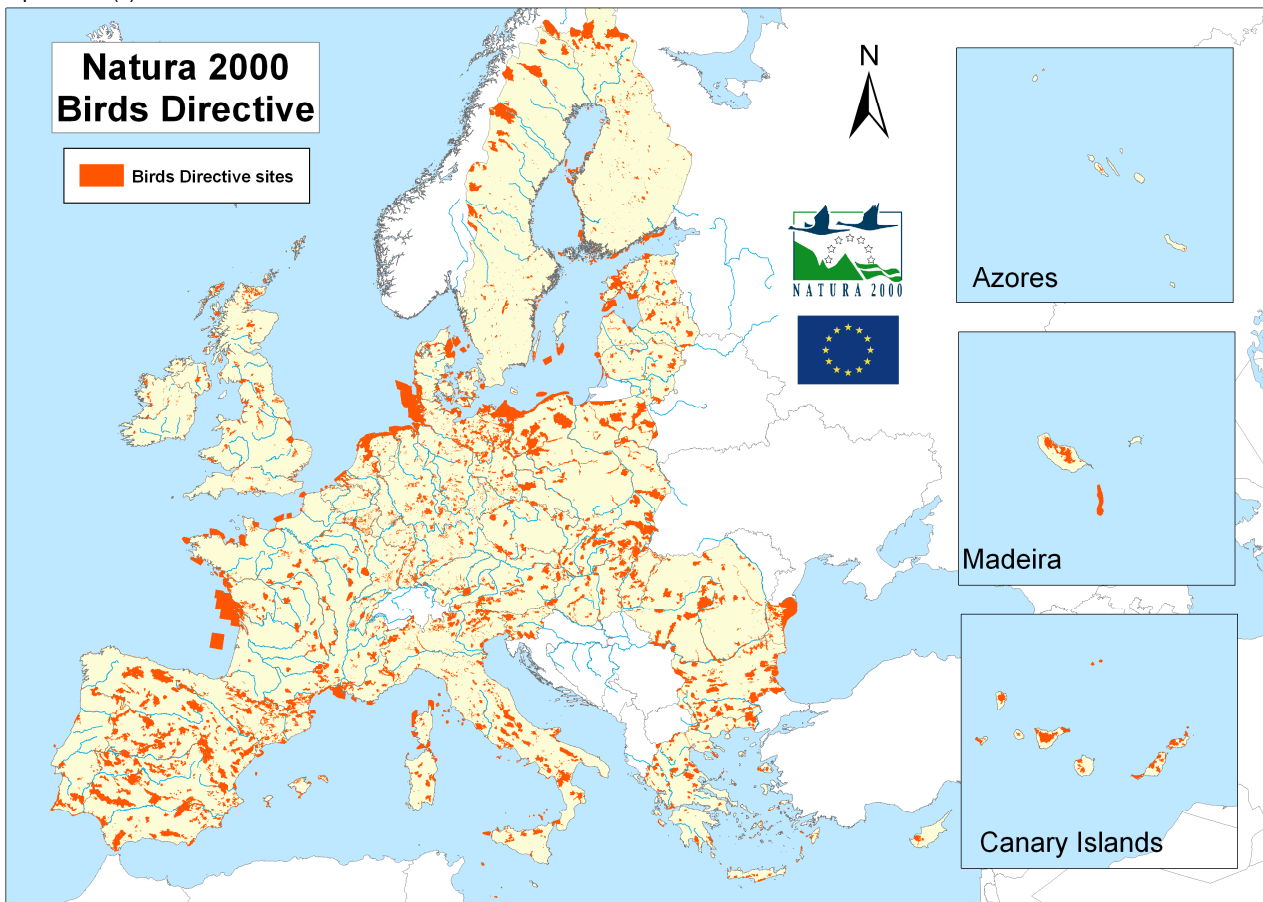 Natura 2000
Birds Directive
Birds Directive sites
N
NATURA 2000
Azores
Madeira
Canary Islands